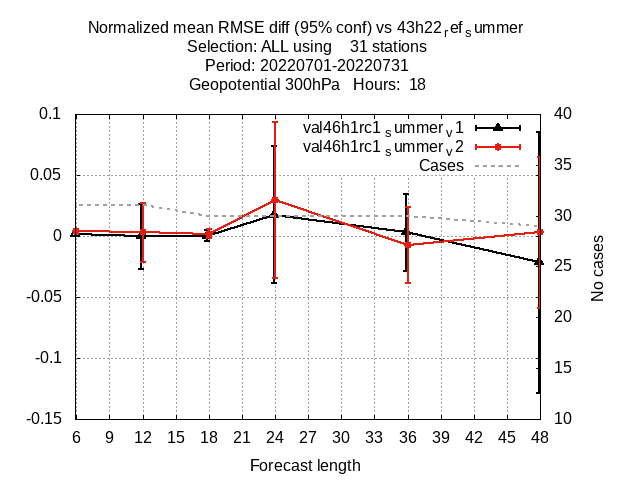 Normalized mean RMSE diff (95% conf) vs 43h22ᵣefₛummer
Selection: ALL using    31 stations
Period: 20220701-20220731
Geopotential 300hPa   Hours:  18
val46h1rc1ₛummerᵥ1
val46h1rc1ₛummerᵥ2
Cases
0.1
0.05
0
-0.05
-0.1
-0.15
40
35
30
25
20
15
10
No cases
6 9 12 15 18 21 24 27 30 33 36 39 42 45 48
Forecast length